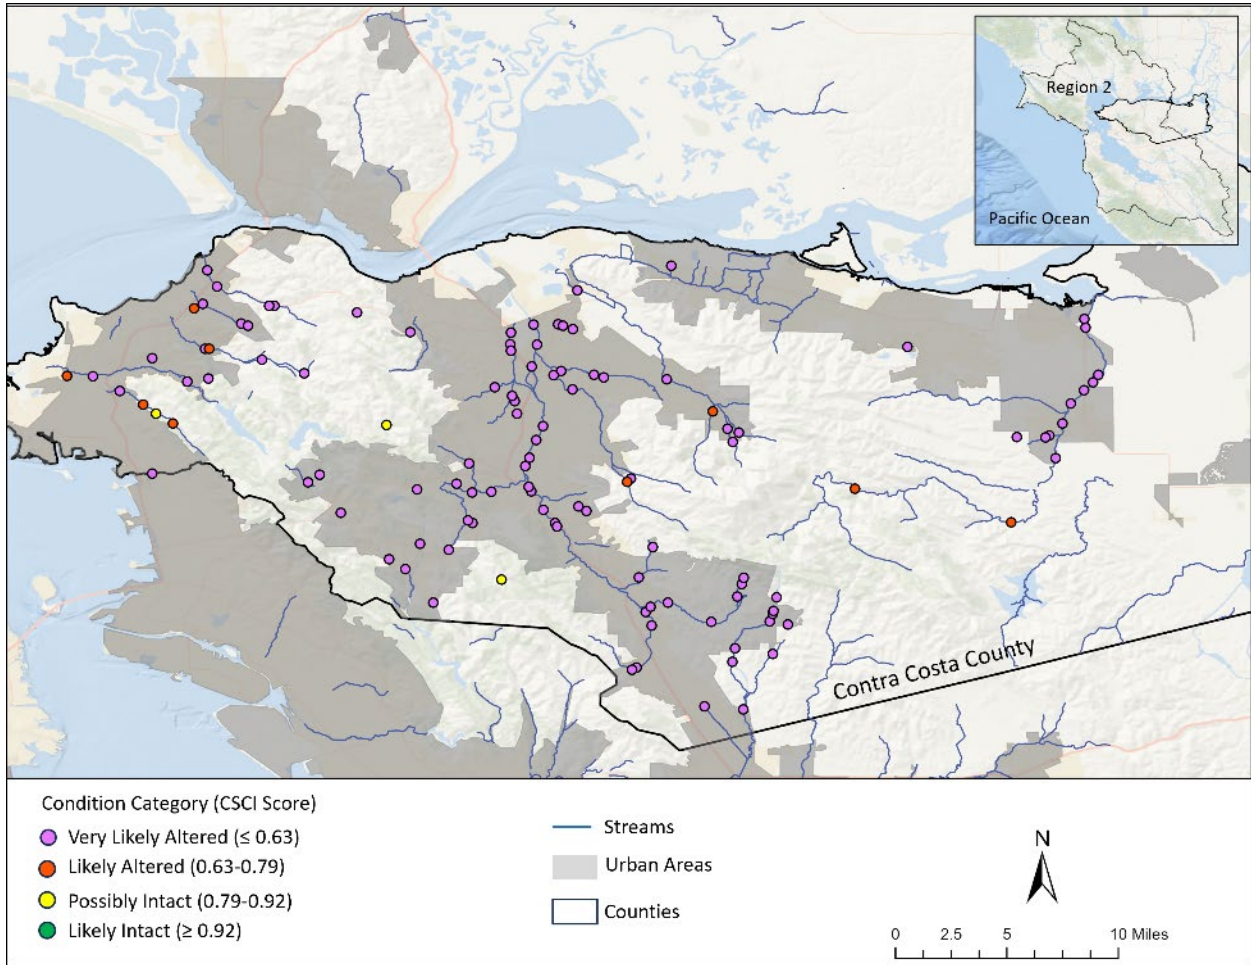 Region 2
Pacific Ocean
Contra Costa County
Condition Category (CSCI Score)
Very Likely Altered (≤ 0.63)
Likely Altered (0.63-0.79)
Possibly Intact (0.79-0.92)
Likely Intact (≥ 0.92)
Streams
Urban Areas
Counties
N
0 2.5 5 10 Miles